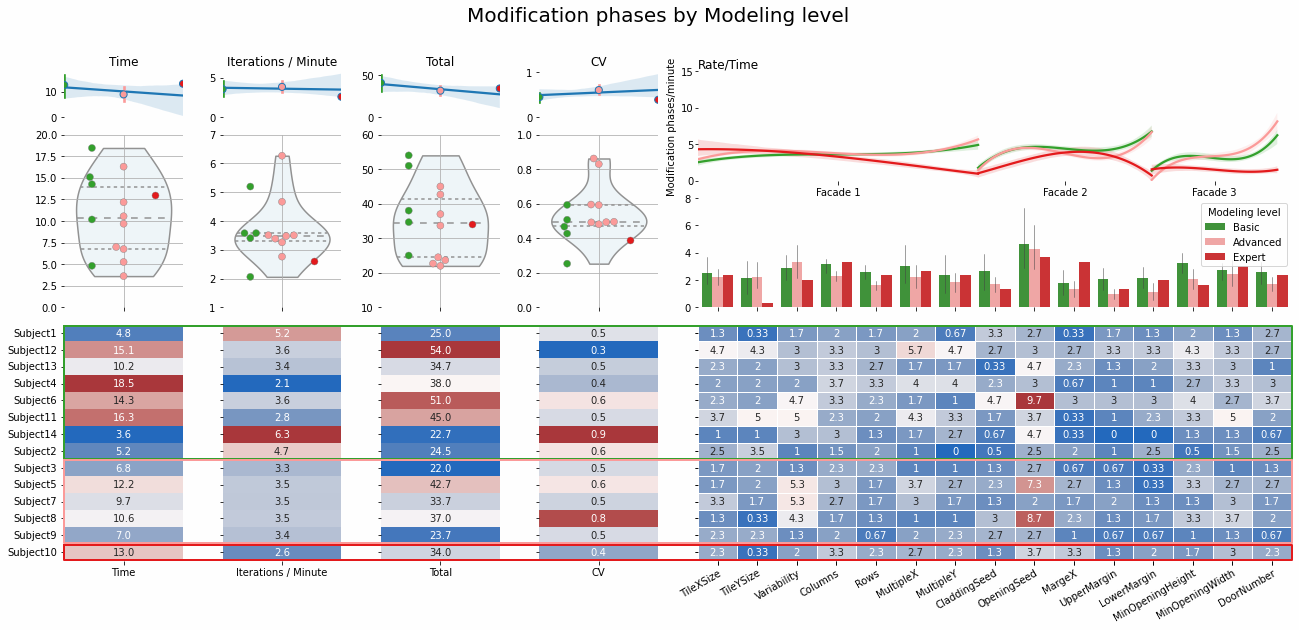 Modification phases by Modeling level
Time
Iterations / Minute
Total
CV
Rate/Time
10
0
5
0
50
0
1
0
15
10
5
0
Modification phases/minute
Facade 1
Facade 2
Facade 3
20.0
17.5
15.0
12.5
10.0
7.5
5.0
2.5
0.0
7
6
5
4
3
2
1
60
50
40
30
20
10
1.0
0.8
0.6
0.4
0.2
0.0
8
6
4
2
0
Modeling level
Basic
Advanced
Expert
Subject1 4.8 5.2 25.0 0.5 1.3 0.33 1.7 2 1.7 2 0.67 3.3 2.7 0.33 1.7 1.3 2 1.3 2.7
Subject12 15.1 3.6 54.0 0.3 4.7 4.3 3 3.3 3 5.7 4.7 2.7 3 2.7 3.3 3.3 4.3 3.3 2.7
Subject13 10.2 3.4 34.7 0.5 2.3 2 3 3.3 2.7 1.7 1.7 0.33 4.7 2.3 1.3 2 3.3 3 1
Subject4 18.5 2.1 38.0 0.4 2 2 2 3.7 3.3 4 4 2.3 3 0.67 1 1 2.7 3.3 3
Subject6 14.3 3.6 51.0 0.6 2.3 2 4.7 3.3 2.3 1.7 1 4.7 9.7 3 3 3 4 2.7 3.7
Subject11 16.3 2.8 45.0 0.5 3.7 5 5 2.3 2 4.3 3.3 1.7 3.7 0.33 1 2.3 3.3 5 2
Subject14 3.6 6.3 22.7 0.9 1 1 3 3 1.3 1.7 2.7 0.67 4.7 0.33 0 0 1.3 1.3 0.67
Subject2 5.2 4.7 24.5 0.6 2.5 3.5 1 1.5 2 1 0 0.5 2.5 2 1 2.5 0.5 1.5 2.5
Subject3 6.8 3.3 22.0 0.5 1.7 2 1.3 2.3 2.3 1 1 1.3 2.7 0.67 0.67 0.33 2.3 1 1.3
Subject5 12.2 3.5 42.7 0.6 2 1.7 5.3 3 1.7 3.7 2.7 2.3 7.3 2.3 1.3 0.33 3.3 2.7 2.7
Subject7 9.7 3.5 33.7 0.5 3.3 1.7 5.3 2.7 1.7 3 1.7 1.7 2 1.7 2 1.3 1.3 3 1.7
Subject8 10.6 3.5 37.0 0.8 1.3 0.33 4.3 1.7 1.3 1 1 3 8.7 2.3 1.3 1.7 3.3 3.7 2
Subject9 7.0 3.4 23.7 0.6 2.3 2.3 1.3 2 0.67 2.3 2.3 0.67 2.7 1 0.67 0.67 1 1.3 0.67
Subject10 13.0 2.6 34.0 0.4 2.3 0.33 2 3.3 2.3 2.7 2.3 1.3 3.7 3.3 1.3 2 1.7 3 2.3
Time
Iterations / Minute
Total
CV
TileXSize
TileYSize
Variability
Columns
Rows
MultipleX
MultipleY
CladdingSeed
OpeningSeed
MargeX
UpperMargin
LowerMargin
MinOpeningHeight
MinOpeningWidth
DoorNumber